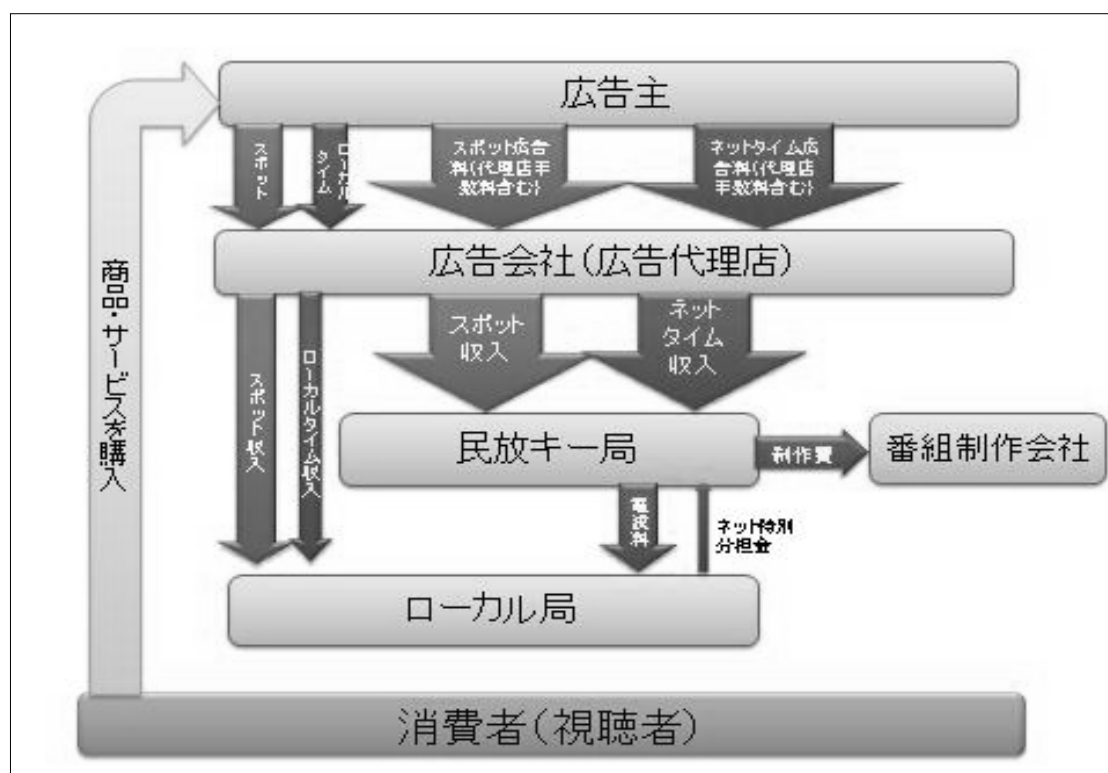 広告主
スポット
ローカル
タイム
スポット広告
料(代理店手
数料含む)
ネットタイム広
告料(代理店
手数料含む)
広告会社(広告代理店)
スポット
収入
ネット
タイム
収入
スポット収入
ローカルタイム収入
商品・サービスを購入
民放キー局
制作費
番組制作会社
電波料
ネット特別
分担金
ローカル局
消費者(視聴者)